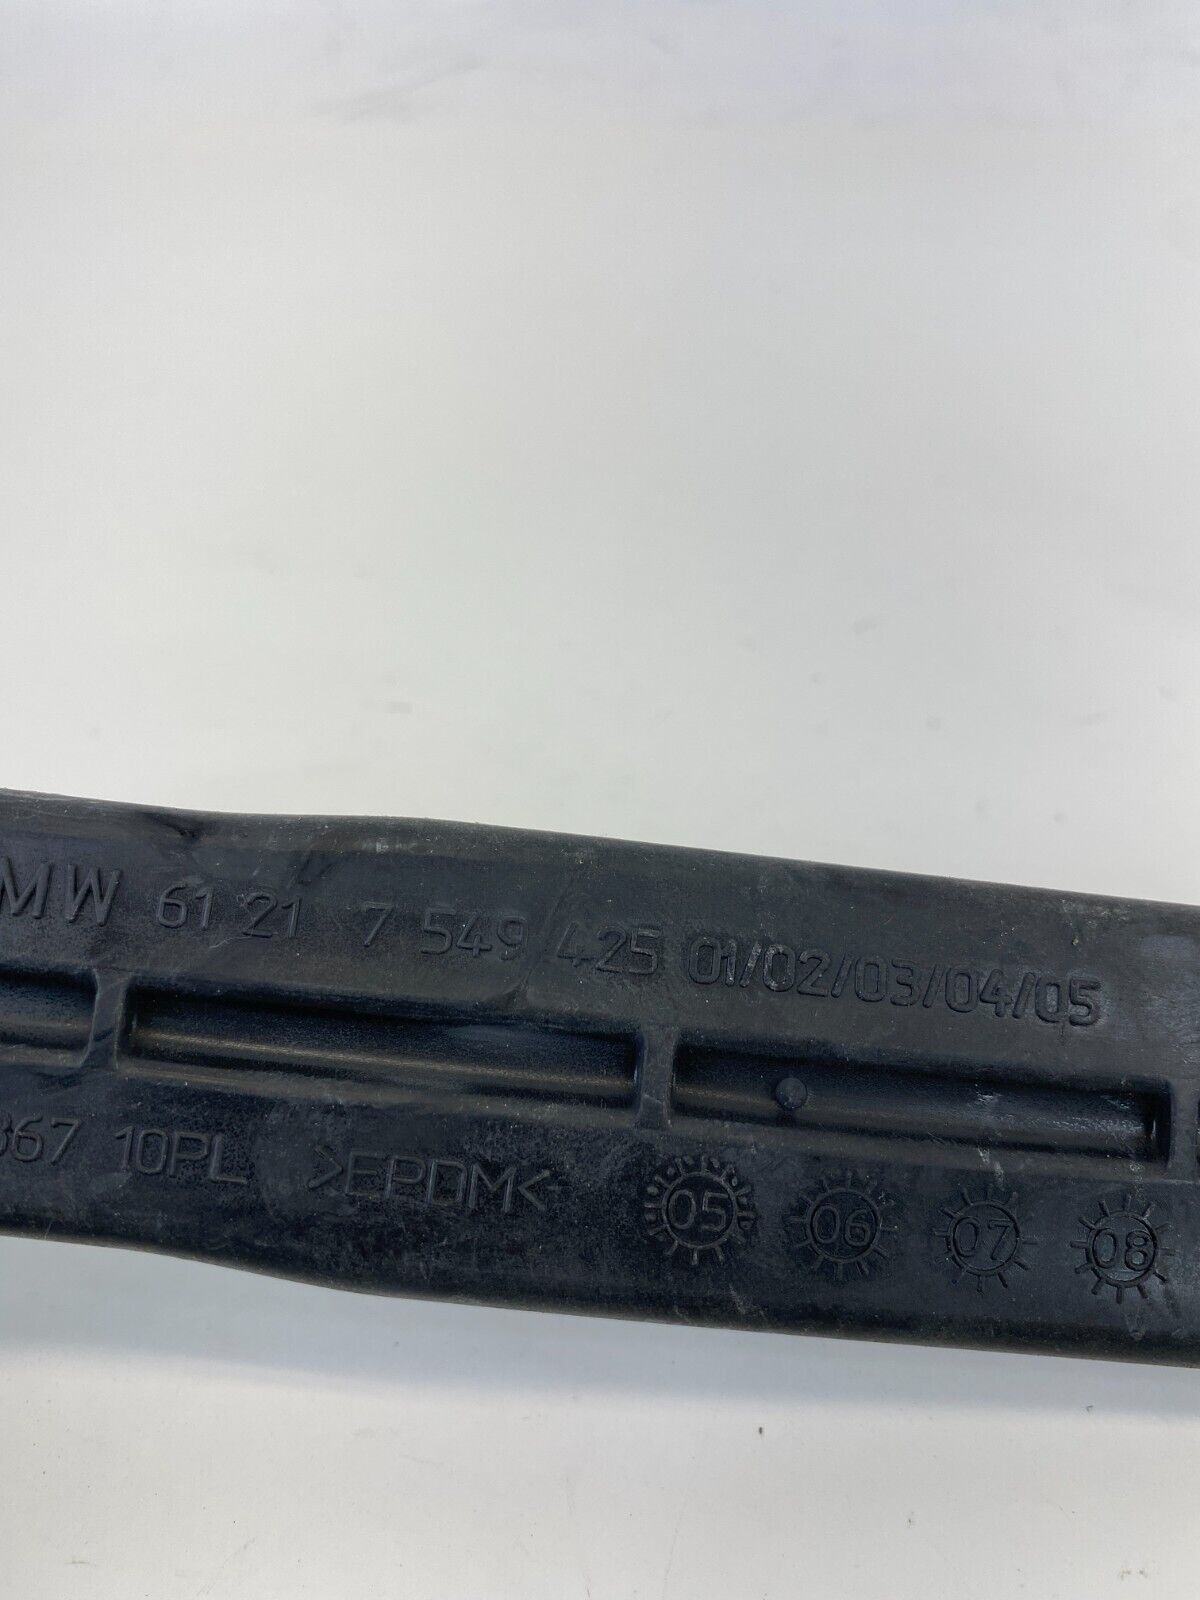 MW 61 21 7 549 425 01/02/03/04/05
367 10PL >EPDM< 05 06 07 08